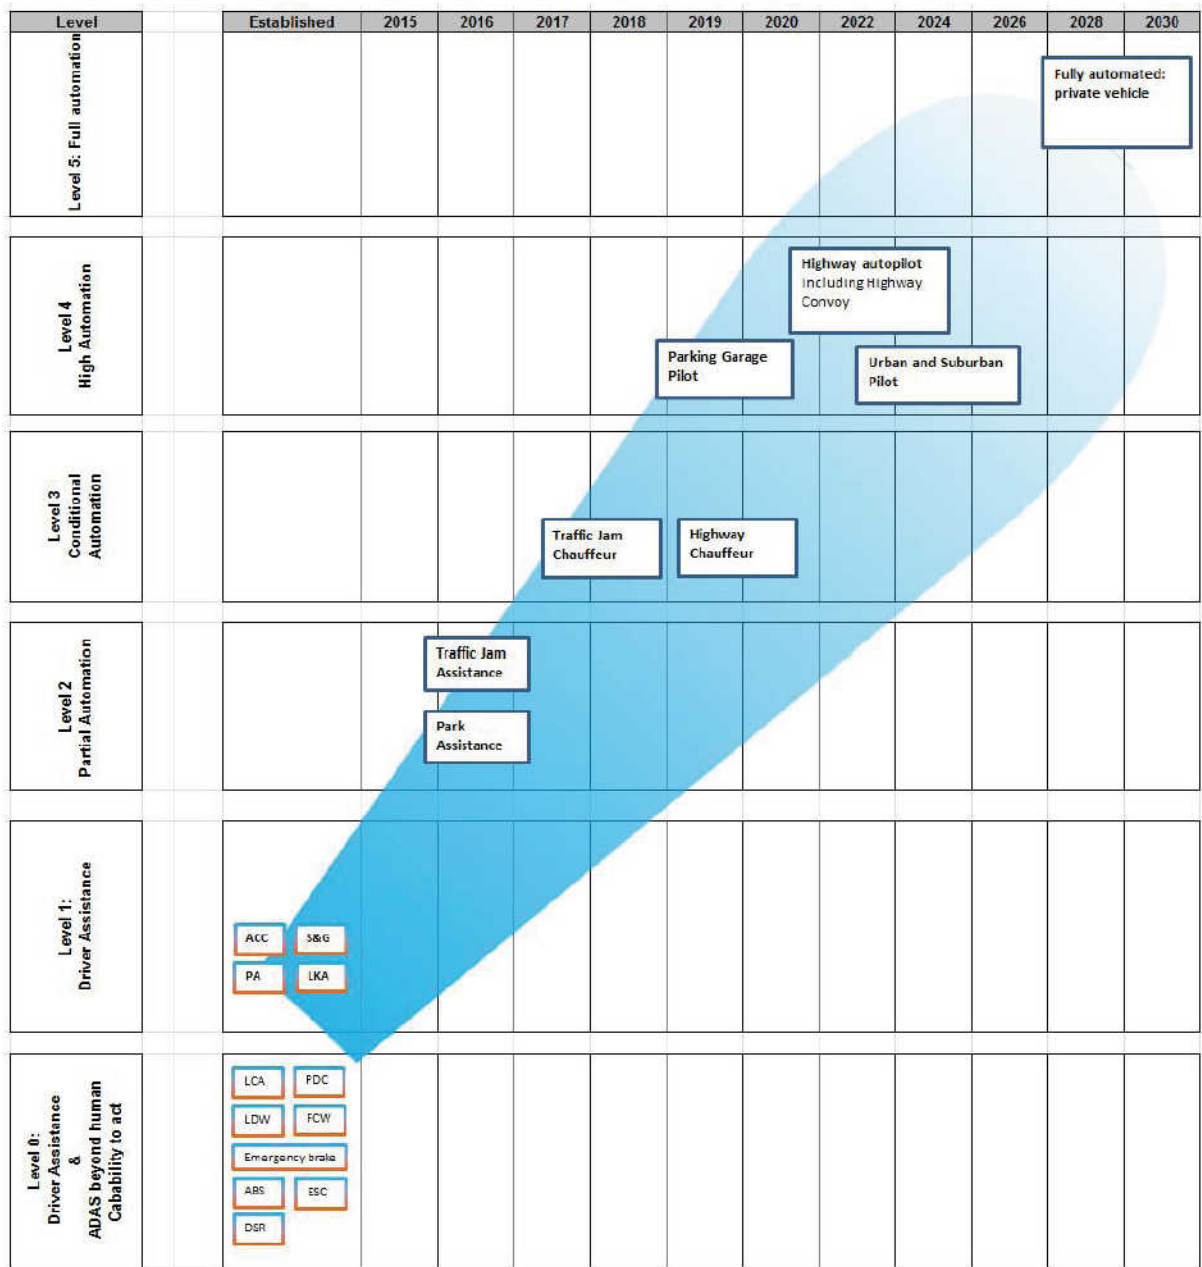 Level Established 2015 2016 2017 2018 2019 2020 2022 2024 2026 2028 2030
Level 5: Full automation
Fully automated:
private vehicle
Level 4
High Automation
Highway autopilot
including Highway
Convoy
Parking Garage
Pilot
Urban and Suburban
Pilot
Level 3
Conditional
Automation
Traffic Jam
Chauffeur
Highway
Chauffeur
Level 2
Partial Automation
Traffic Jam
Assistance
Park
Assistance
Level 1:
Driver Assistance
ACC S&G
PA LKA
Level 0:
Driver Assistance
&
ADAS beyond human
Cabability to act
LCA PDC
LDW FCW
Emergency brake
ABS ESC
DSR